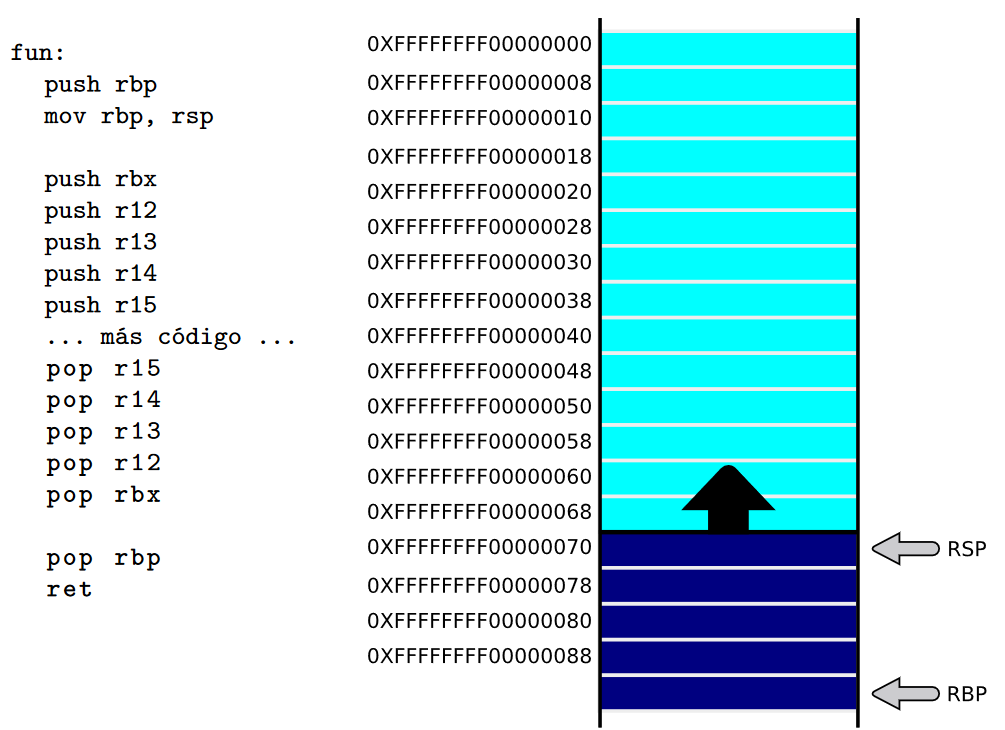 fun:
push rbp
mov rbp, rsp
push rbx
push r12
push r13
push r14
push r15
... más código ...
pop r15
pop r14
pop r13
pop r12
pop rbx
pop rbp
ret
0XFFFFFFFF00000000
0XFFFFFFFF00000008
0XFFFFFFFF00000010
0XFFFFFFFF00000018
0XFFFFFFFF00000020
0XFFFFFFFF00000028
0XFFFFFFFF00000030
0XFFFFFFFF00000038
0XFFFFFFFF00000040
0XFFFFFFFF00000048
0XFFFFFFFF00000050
0XFFFFFFFF00000058
0XFFFFFFFF00000060
0XFFFFFFFF00000068
0XFFFFFFFF00000070
0XFFFFFFFF00000078
0XFFFFFFFF00000080
0XFFFFFFFF00000088
RSP
RBP